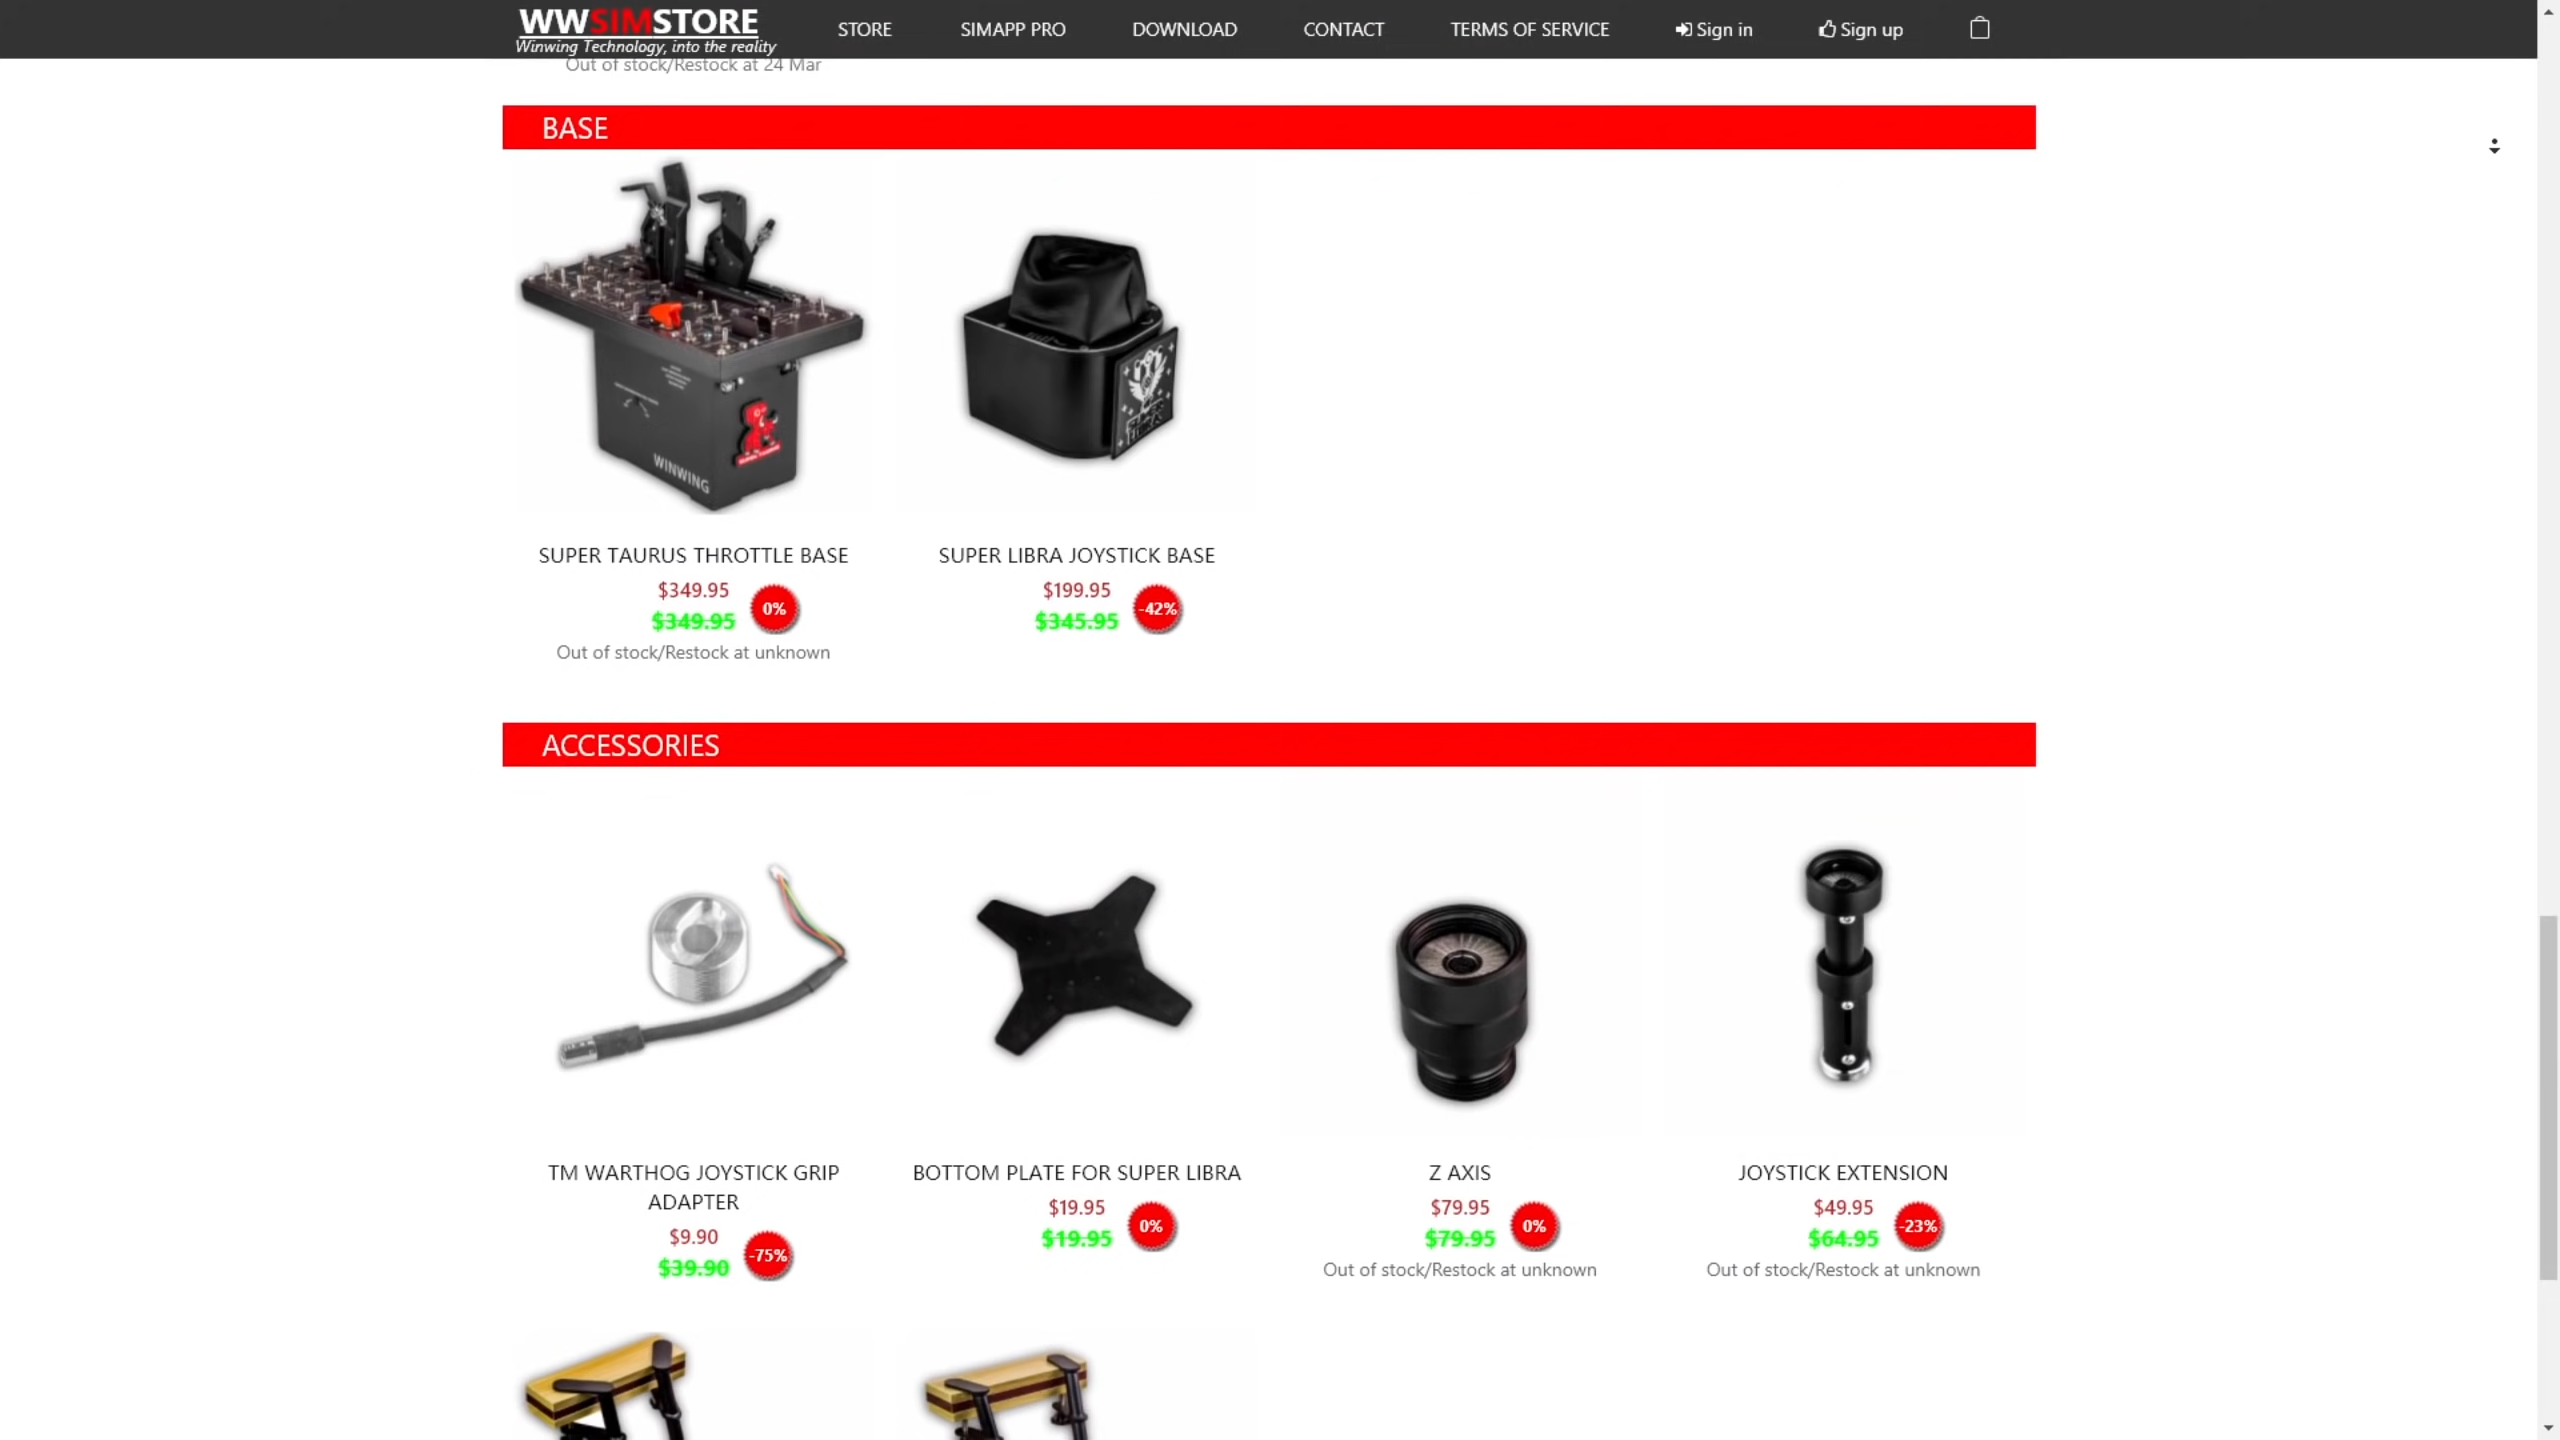 WWSIMSTORE
Winwing Technology, into the reality
STORE
SIMAPP PRO
DOWNLOAD
CONTACT
TERMS OF SERVICE
Sign in
Sign up
Out of stock/Restock at 24 Mar
BASE
WINWING
SUPER TAURUS THROTTLE BASE
$349.95
$349.95
0%
Out of stock/Restock at unknown
SUPER LIBRA JOYSTICK BASE
$199.95
$345.95
-42%
ACCESSORIES
TM WARTHOG JOYSTICK GRIP
ADAPTER
$9.90
$39.90
-75%
BOTTOM PLATE FOR SUPER LIBRA
$19.95
$19.95
0%
Z AXIS
$79.95
$79.95
0%
Out of stock/Restock at unknown
JOYSTICK EXTENSION
$49.95
$64.95
-23%
Out of stock/Restock at unknown